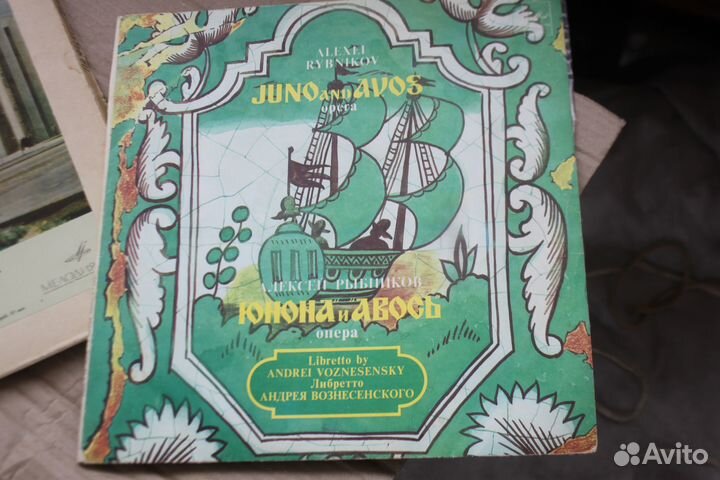 ALEXEI
RYBNIKOV
JUNO AND AVOS
opera
АЛЕКСЕЙ РЫБНИКОВ
ЮНОНА И АВОСЬ
опера
Libretto by
ANDREI VOZNESENSKY
Либретто
АНДРЕЯ ВОЗНЕСЕНСКОГО
МЕЛОДИЯ
Avito